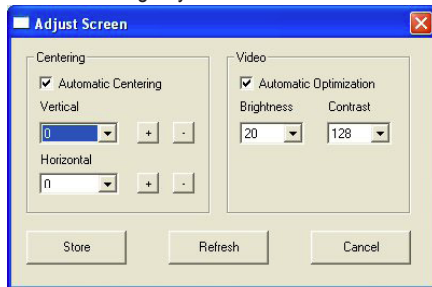 Adjust Screen
Centering
Automatic Centering
Vertical
0
+
-
Horizontal
0
+
-
Video
Automatic Optimization
Brightness
Contrast
20
128
Store
Refresh
Cancel